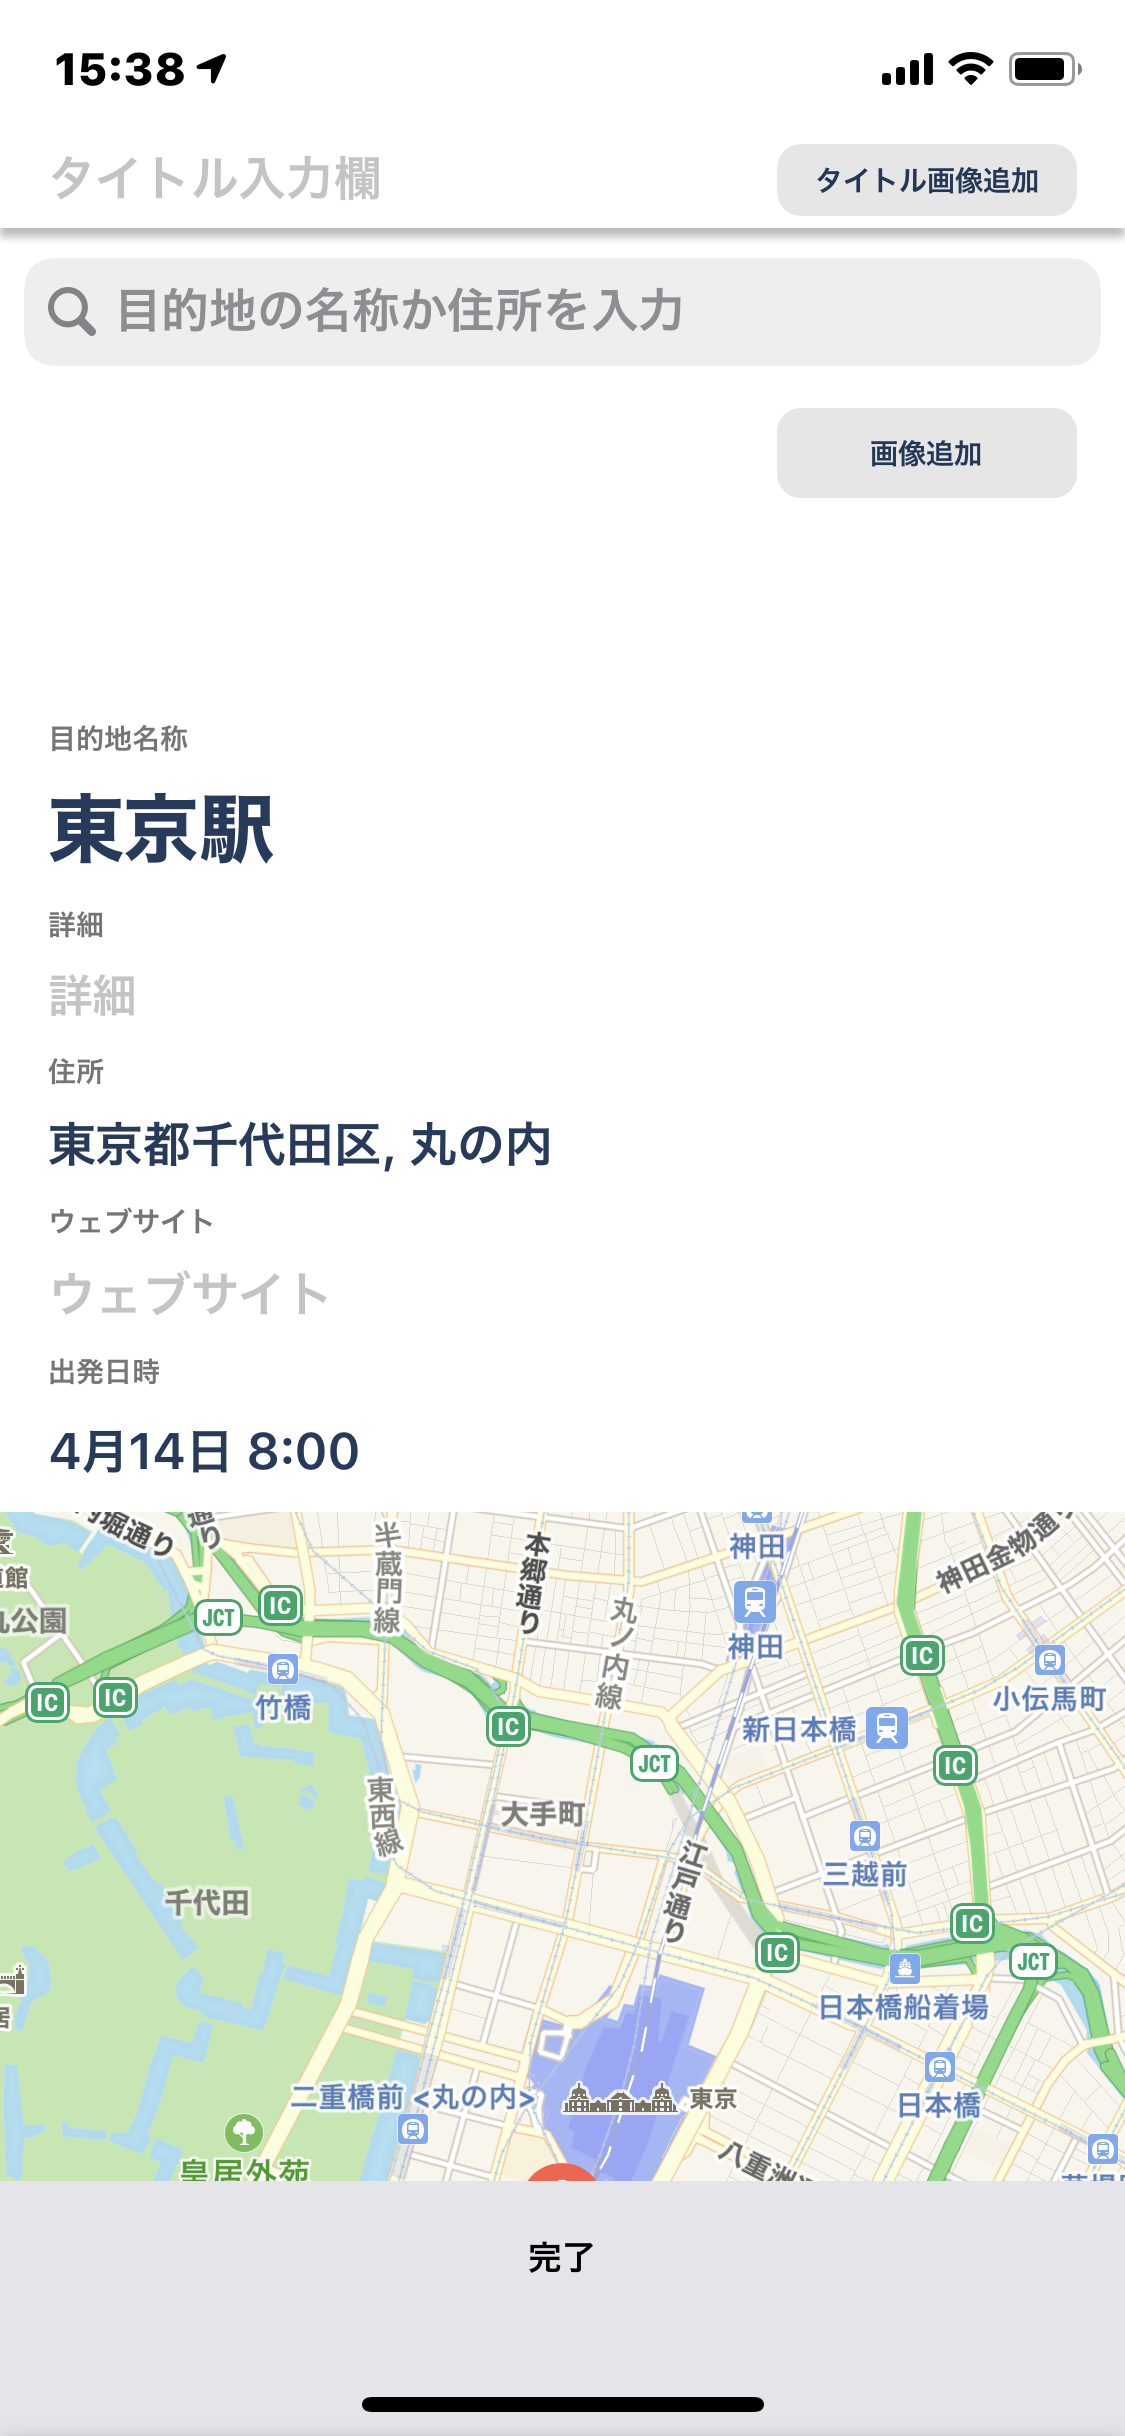 15:38
タイトル入力欄
タイトル画像追加
目的地の名称か住所を入力
画像追加
目的地名称
東京駅
詳細
詳細
住所
東京都千代田区, 丸の内
ウェブサイト
ウェブサイト
出発日時
4月14日 8:00
内堀通り
通り
半蔵門線
本郷通り
神田
神田金物通り
館
丸公園
JCT
IC
丸ノ内線
神田
IC
小伝馬町
IC
IC
竹橋
IC
新日本橋
JCT
IC
東西線
大手町
三越前
江戸通り
千代田
IC
IC
JCT
居
日本橋船着場
二重橋前 <丸の内>
東京
日本橋
八重洲
皇居外苑
完了